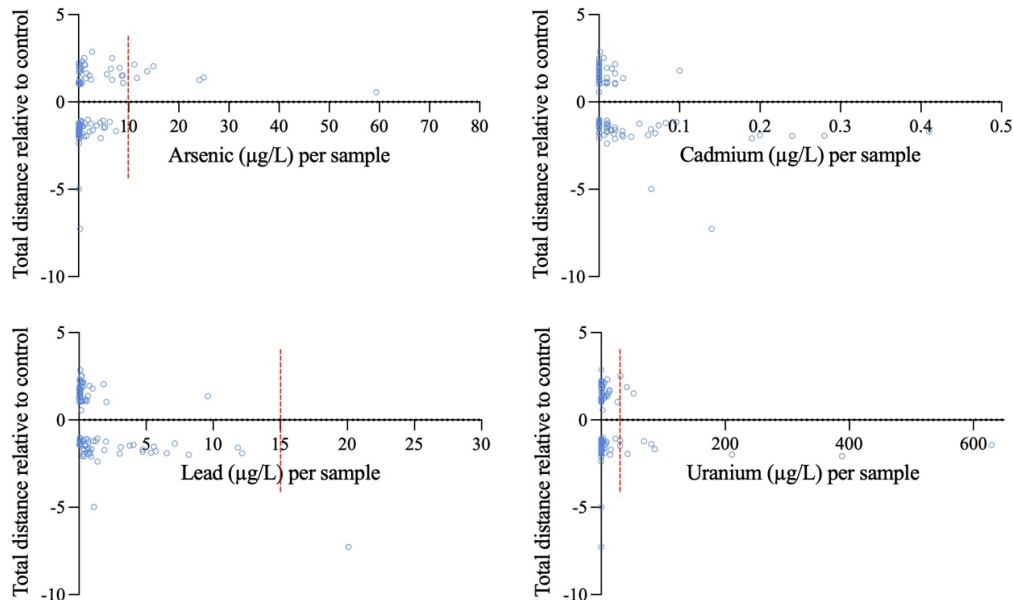 Total distance relative to control
5
0
-5
-10
10 20 30 40 50 60 70 80
Arsenic (µg/L) per sample
Total distance relative to control
5
0
-5
-10
0.1 0.2 0.3 0.4 0.5
Cadmium (µg/L) per sample
Total distance relative to control
5
0
-5
-10
5 10 15 20 25 30
Lead (µg/L) per sample
Total distance relative to control
5
0
-5
-10
200 400 600
Uranium (µg/L) per sample